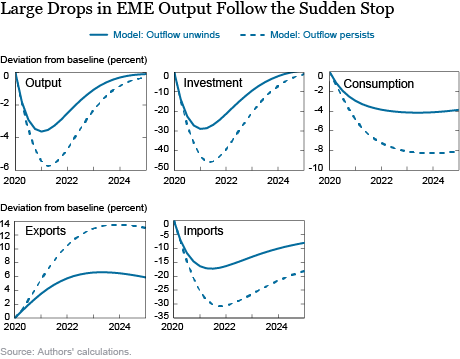 Large Drops in EME Output Follow the Sudden Stop
Model: Outflow unwinds Model: Outflow persists
Deviation from baseline (percent)
Output
0
-2
-4
-6
2020 2022 2024
Investment
0
-10
-20
-30
-40
-50
2020 2022 2024
Consumption
0
-2
-4
-6
-8
-10
2020 2022 2024
Deviation from baseline (percent)
Exports
14
12
10
8
6
4
2
0
2020 2022 2024
Imports
0
-5
-10
-15
-20
-25
-30
-35
2020 2022 2024
Source: Authors' calculations.